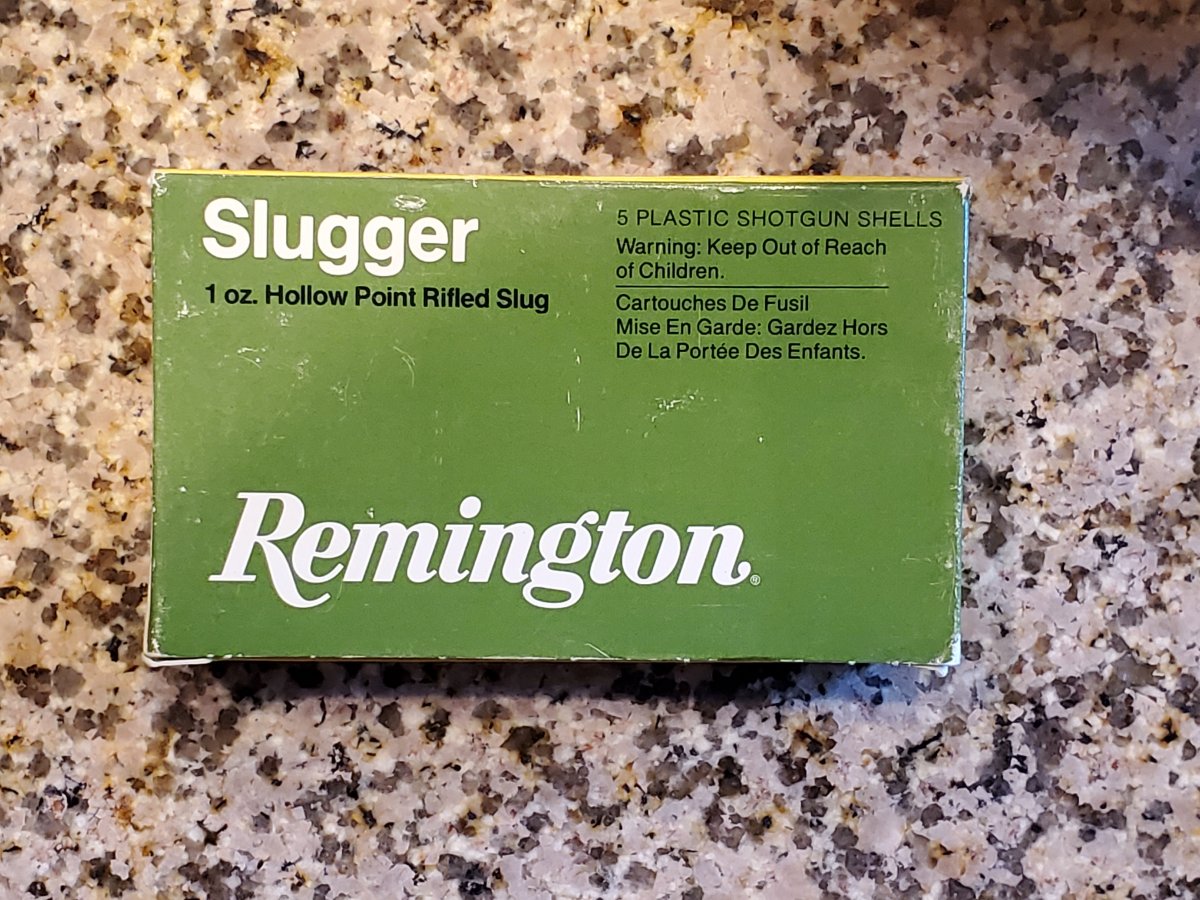 Slugger
1 oz. Hollow Point Rifled Slug
5 PLASTIC SHOTGUN SHELLS
Warning: Keep Out of Reach
of Children.
Cartouches De Fusil
Mise En Garde: Gardez Hors
De La Portée Des Enfants.
Remington®